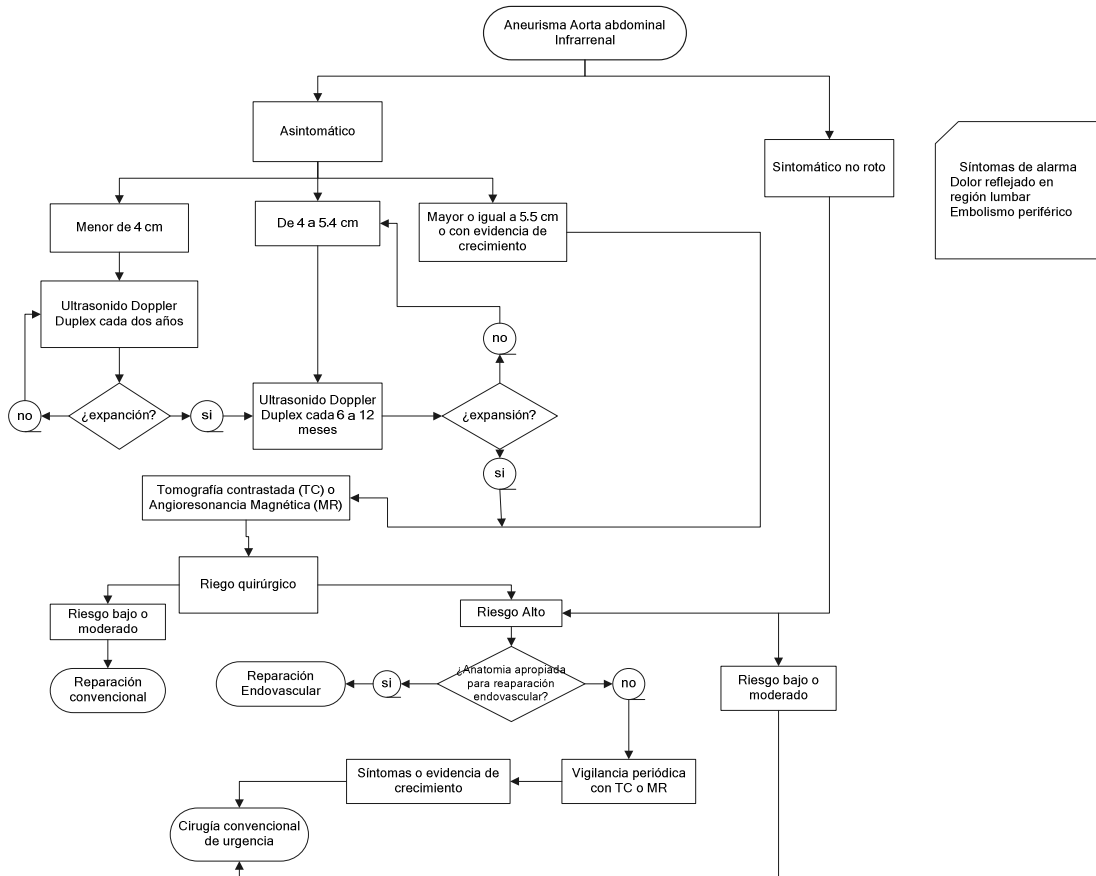 Aneurisma Aorta abdominal
Infrarrenal
Asintomático
Sintomático no roto
Síntomas de alarma
Dolor reflejado en
región lumbar
Embolismo periférico
Menor de 4 cm
De 4 a 5.4 cm
Mayor o igual a 5.5 cm
o con evidencia de
crecimiento
Ultrasonido Doppler
Duplex cada dos años
no
no
¿expanción?
si
Ultrasonido Doppler
Duplex cada 6 a 12
meses
¿expansión?
si
Tomografía contrastada (TC) o
Angioresonancia Magnética (MR)
Riego quirúrgico
Riesgo bajo o
moderado
Riesgo Alto
Reparación
convencional
Reparación
Endovascular
si
¿Anatomia apropiada
para reaparación
endovascular?
no
Riesgo bajo o
moderado
Síntomas o evidencia de
crecimiento
Vigilancia periódica
con TC o MR
Cirugía convencional
de urgencia